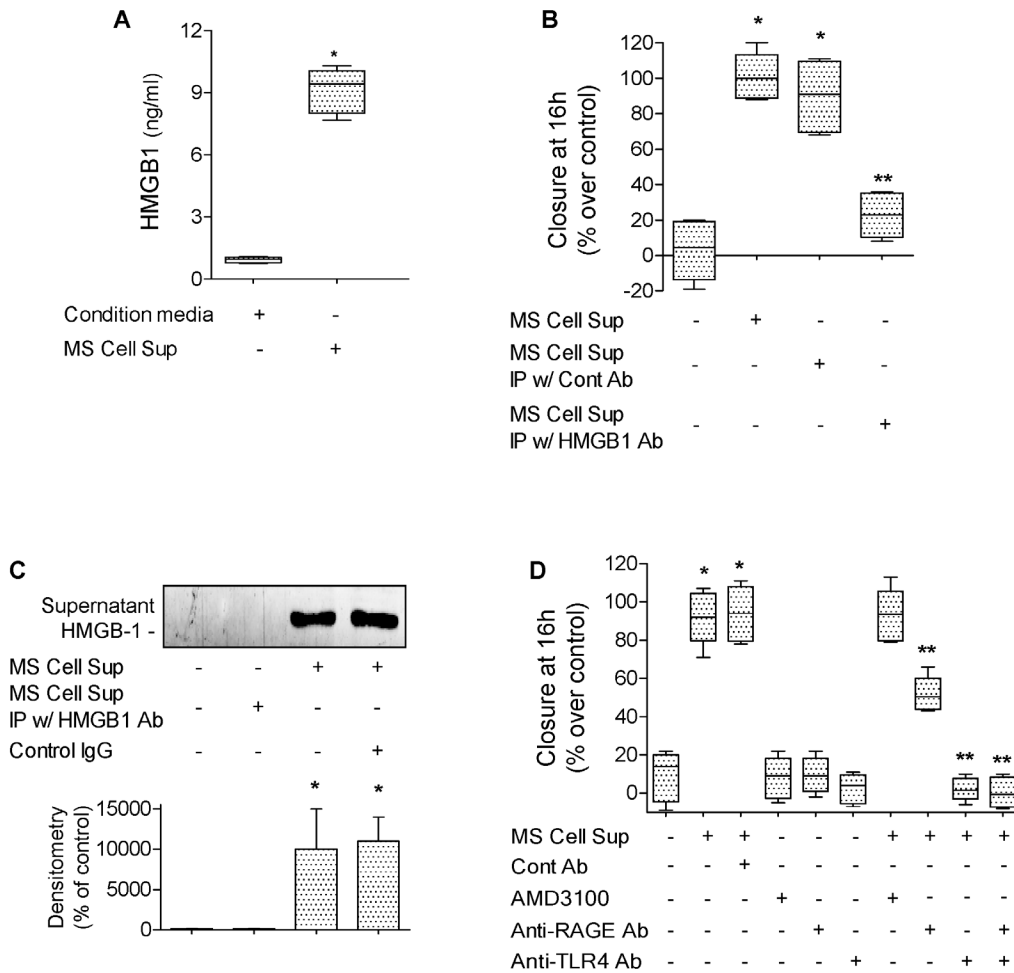 A
HMGB1 (ng/ml)
12
9
6
3
0
*
Condition media + -
MS Cell Sup - +
B
Closure at 16h
(% over control)
120
100
80
60
40
20
0
-20
* * **
MS Cell Sup - + - -
MS Cell Sup
IP w/ Cont Ab - - + -
MS Cell Sup
IP w/ HMGB1 Ab - - - +
C
Supernatant
HMGB-1 -
MS Cell Sup - - + +
MS Cell Sup
IP w/ HMGB1 Ab - + - -
Control IgG - - - +
Densitometry
(% of control)
15000
10000
5000
0
* *
D
Closure at 16h
(% over control)
120
100
80
60
40
20
0
* * ** ** **
MS Cell Sup - + + - - - + + + +
Cont Ab - - + - - - - - - -
AMD3100 - - - + - - + - - -
Anti-RAGE Ab - - - - + - - + - +
Anti-TLR4 Ab - - - - - + - - + +